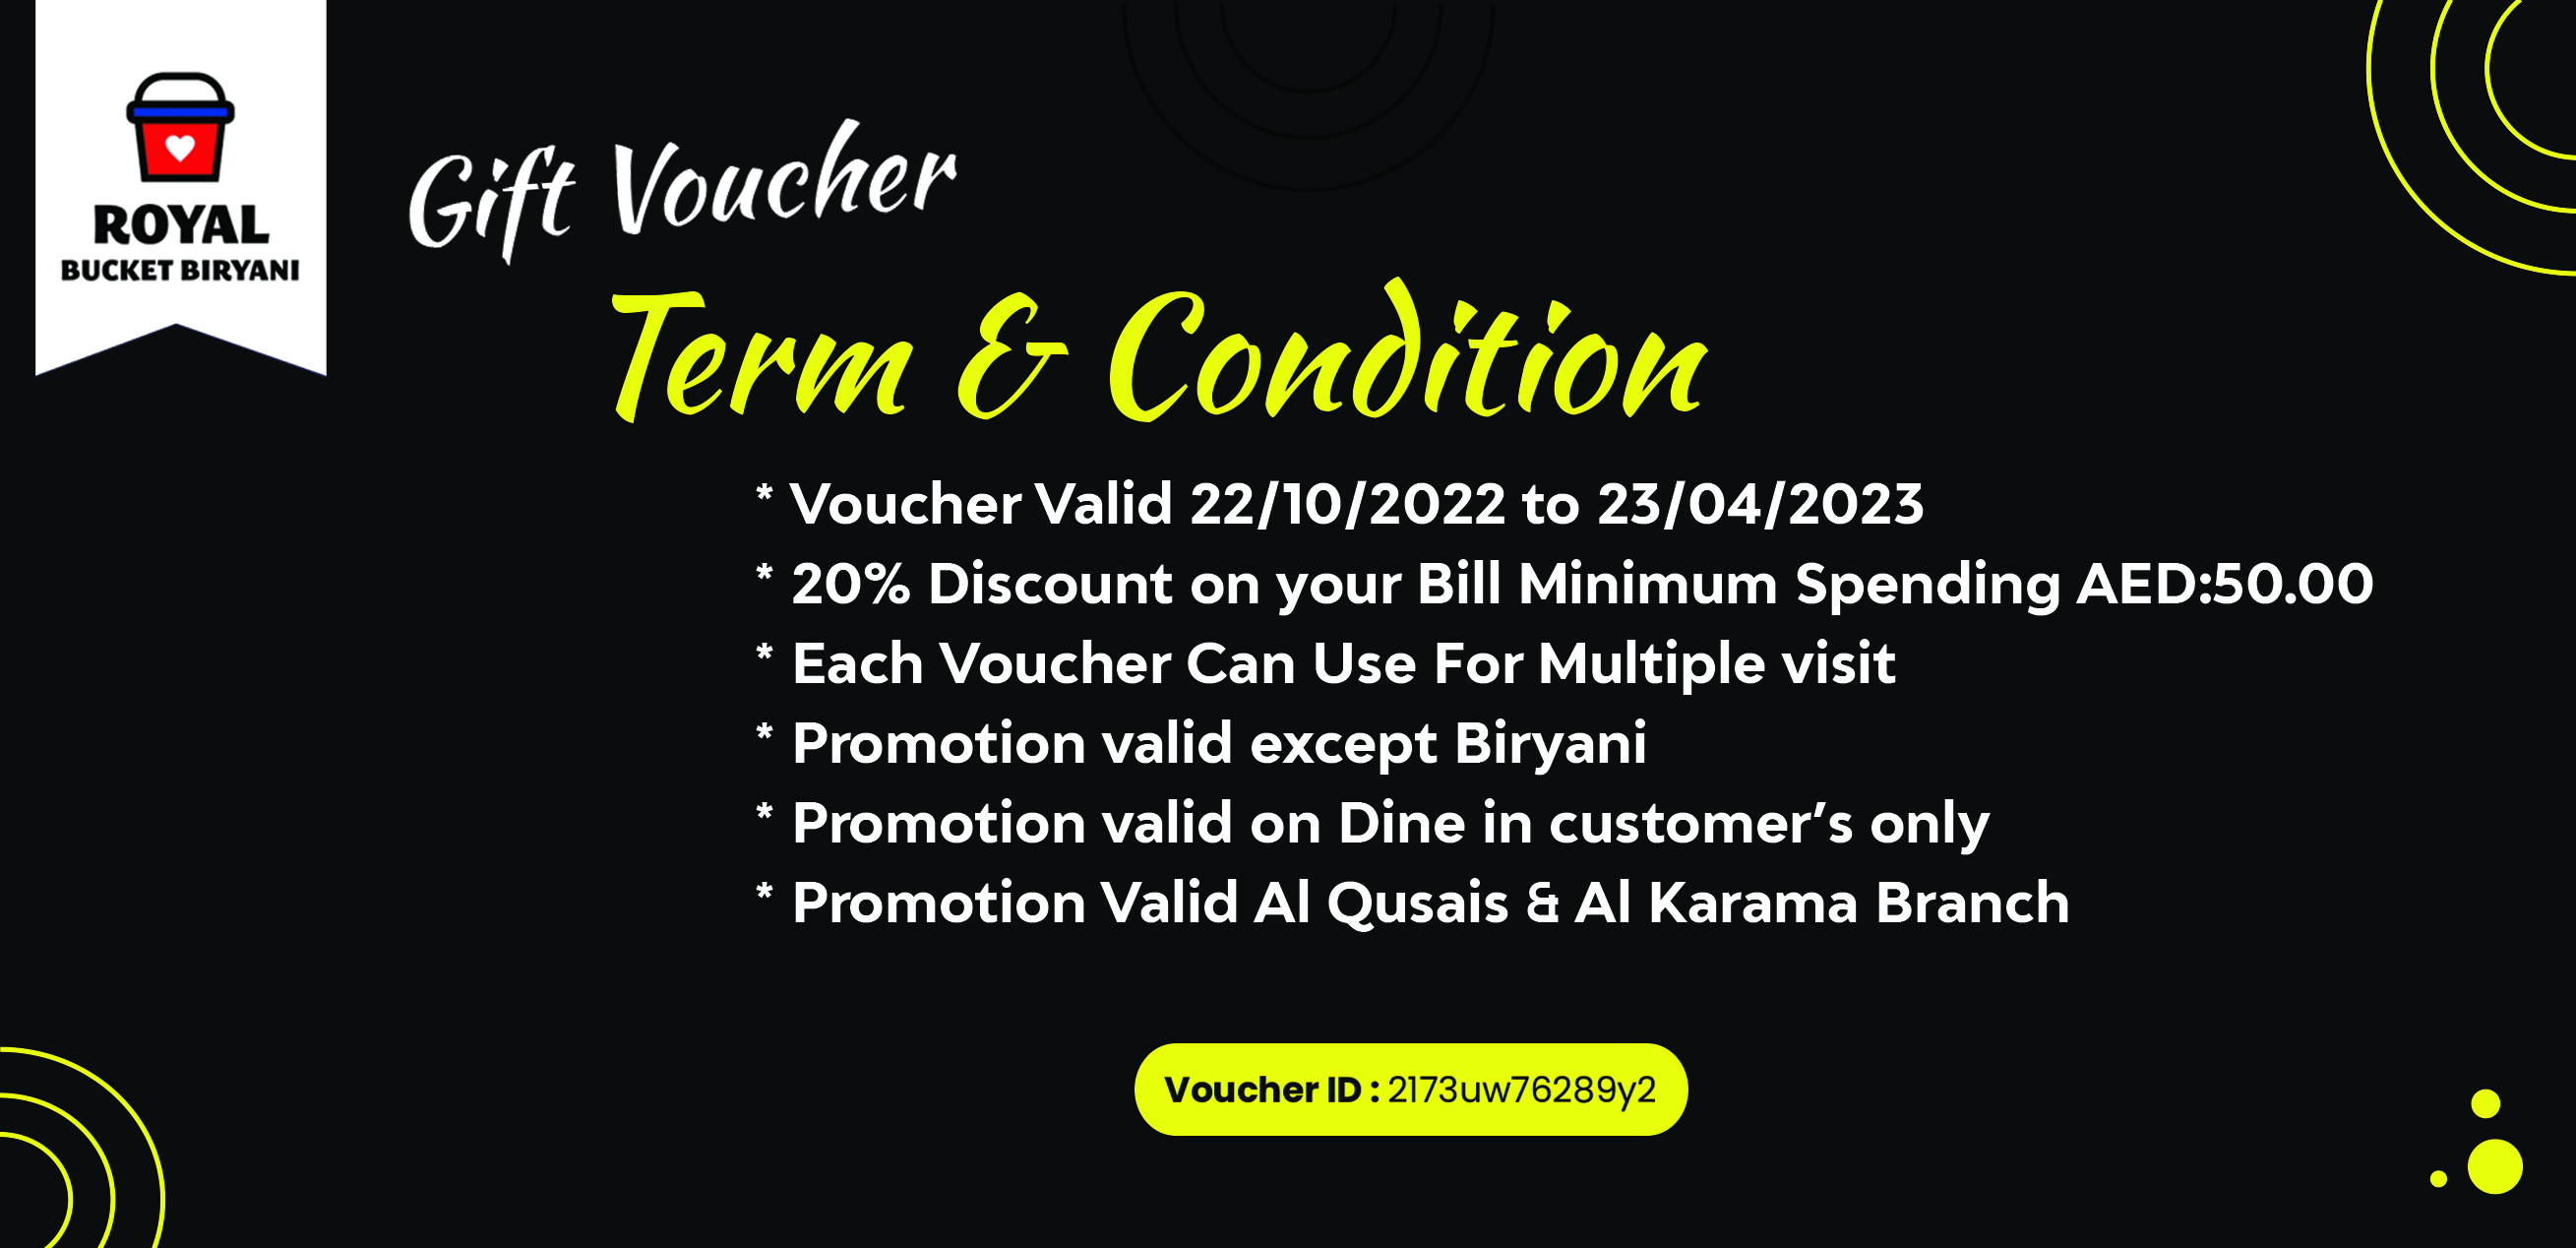 ROYAL
BUCKET BIRYANI
Gift Voucher
Term & Condition
* Voucher Valid 22/10/2022 to 23/04/2023
* 20% Discount on your Bill Minimum Spending AED:50.00
* Each Voucher Can Use For Multiple visit
* Promotion valid except Biryani
* Promotion valid on Dine in customer’s only
* Promotion Valid Al Qusais & Al Karama Branch
Voucher ID : 2173uw76289y2